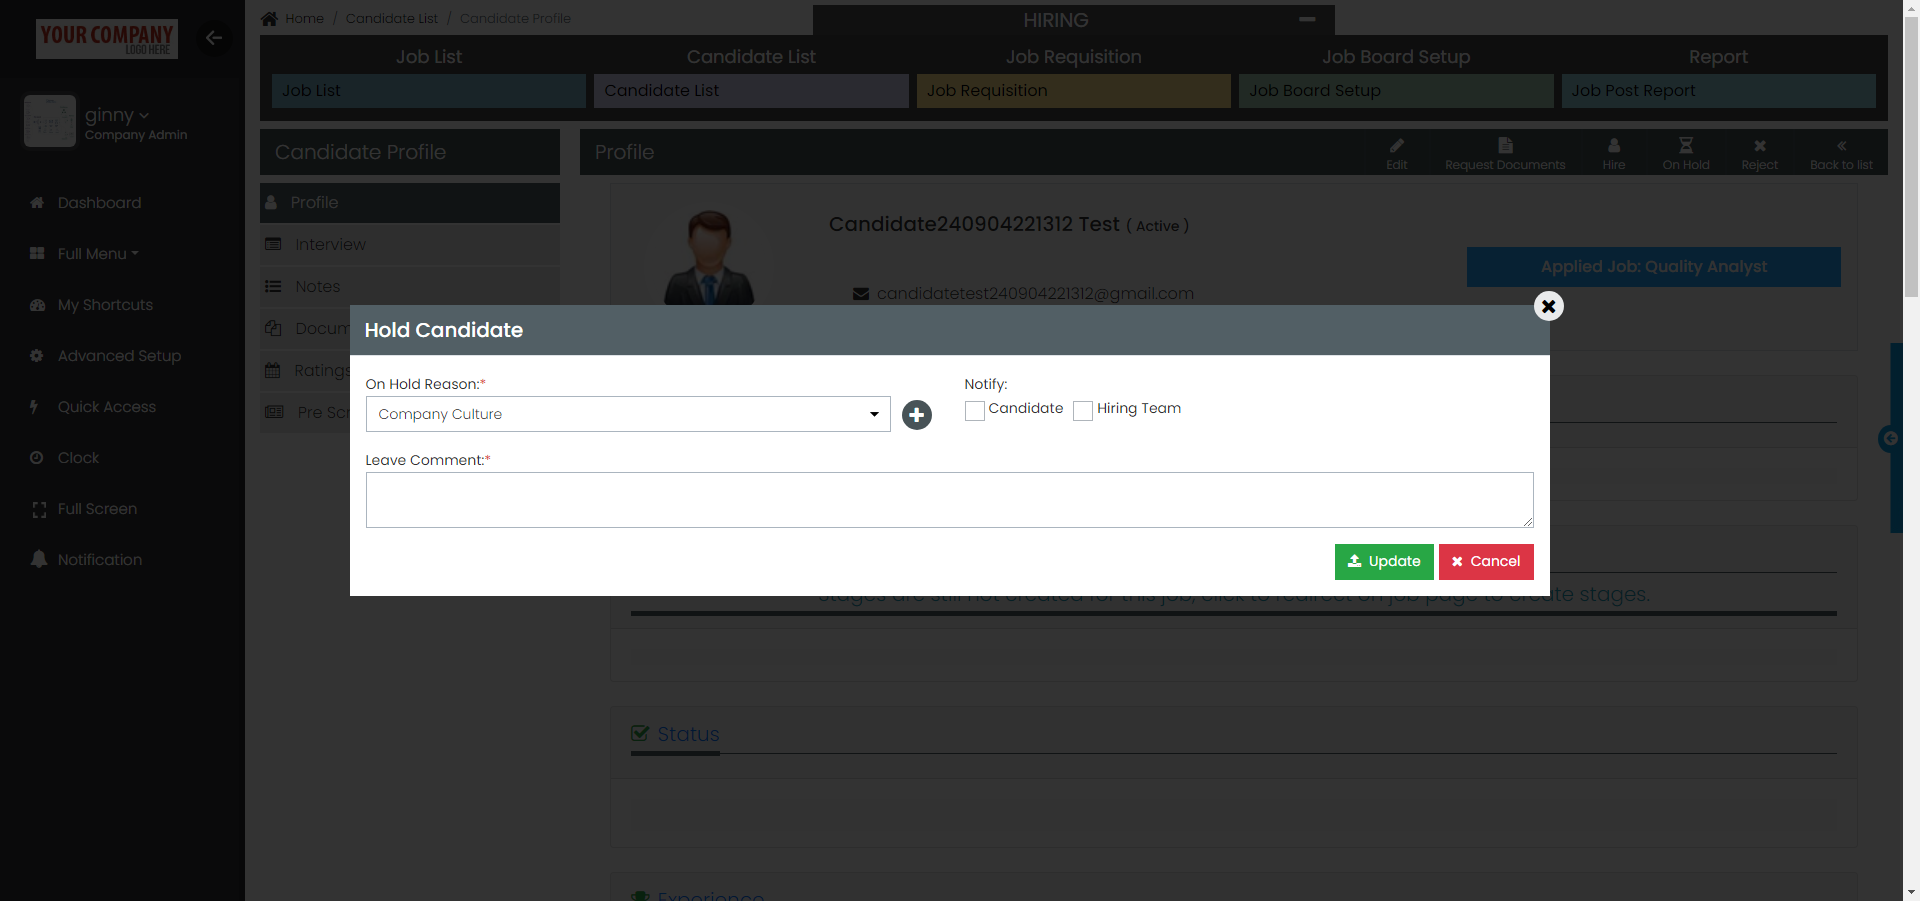 YOUR COMPANY
LOGO HERE
ginny
Company Admin
Dashboard
Full Menu
My Shortcuts
Advanced Setup
Quick Access
Clock
Full Screen
Notification
Home / Candidate List / Candidate Profile
HIRING
Job List
Candidate List
Job Requisition
Job Board Setup
Report
Job List
Candidate List
Job Requisition
Job Board Setup
Job Post Report
Candidate Profile
Profile
Interview
Notes
Docum
Ratings
Pre Scr
Profile
Edit
Request Documents
Hire
On Hold
Reject
Back to list
Candidate240904221312 Test ( Active )
candidatetest240904221312@gmail.com
Applied Job: Quality Analyst
Hold Candidate
On Hold Reason:*
Company Culture
Notify:
Candidate
Hiring Team
Leave Comment:*
Update
Cancel
Stages are still not created for this job, click to redirect on job page to create stages.
Status
Experience